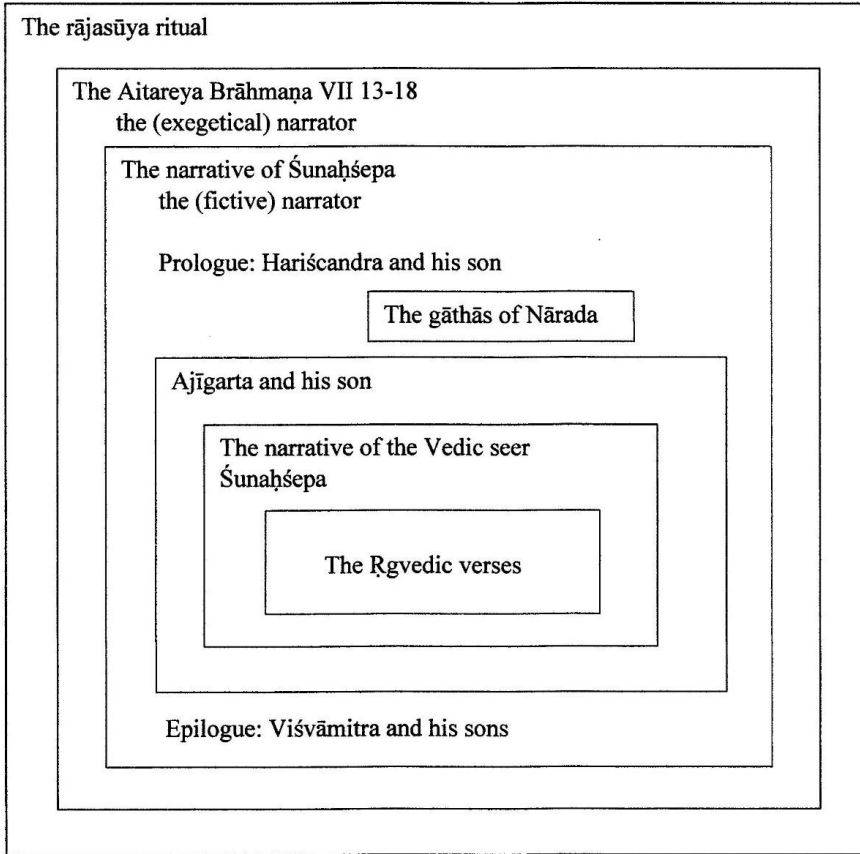 The rājasūya ritual
The Aitareya Brāhmaṇa VII 13-18
the (exegetical) narrator
The narrative of Śunaḥśepa
the (fictive) narrator
Prologue: Hariścandra and his son
The gāthās of Nārada
Ajīgarta and his son
The narrative of the Vedic seer
Śunaḥśepa
The Ṛgvedic verses
Epilogue: Viśvāmitra and his sons